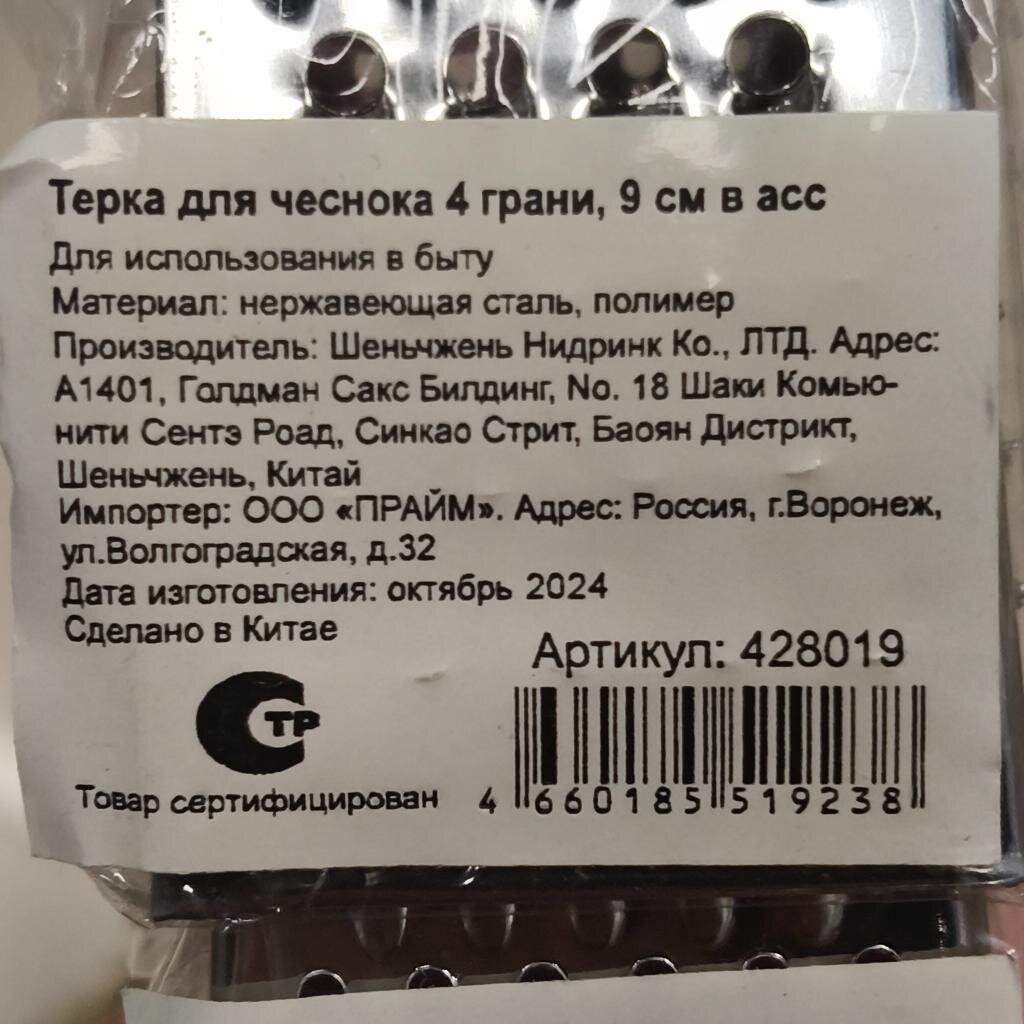 Терка для чеснока 4 грани, 9 см в асс
Для использования в быту
Материал: нержавеющая сталь, полимер
Производитель: Шеньчжень Нидринк Ко., ЛТД. Адрес:
А1401, Голдман Сакс Билдинг, No. 18 Шаки Комью-
нити Сентэ Роад, Синкао Стрит, Баоян Дистрикт,
Шеньчжень, Китай
Импортер: ООО «ПРАЙМ». Адрес: Россия, г.Воронеж,
ул.Волгоградская, д.32
Дата изготовления: октябрь 2024
Сделано в Китае
Артикул: 428019
СТР
Товар сертифицирован
4 660185 519238